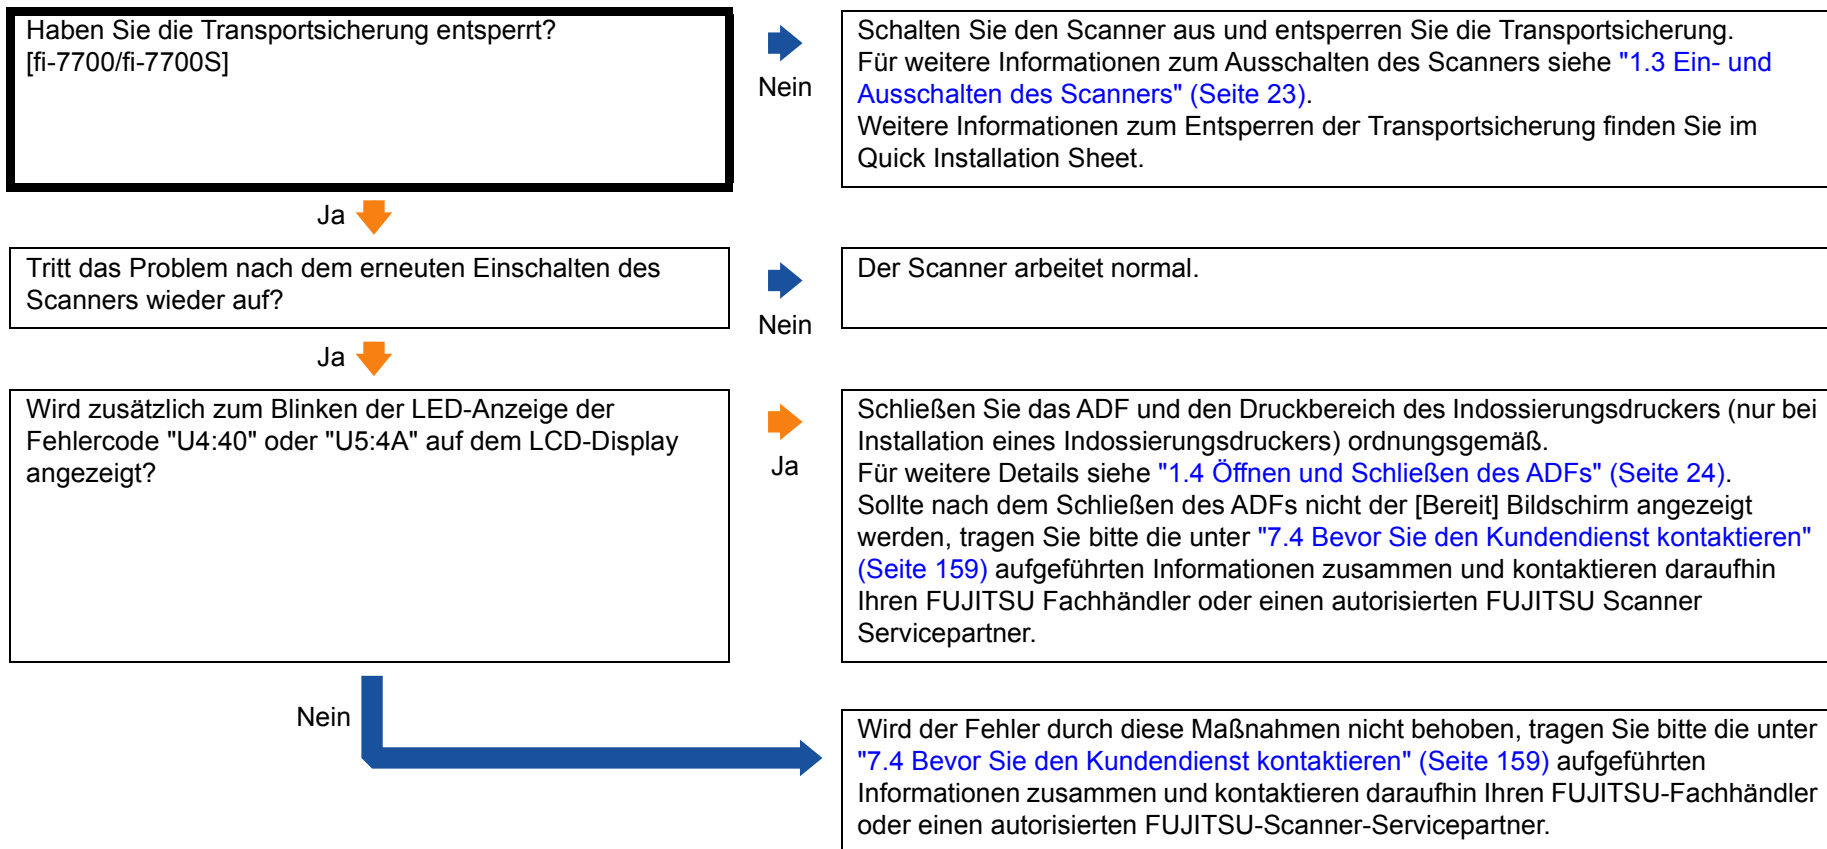 Haben Sie die Transportsicherung entsperrt?
[fi-7700/fi-7700S]
Nein
Schalten Sie den Scanner aus und entsperren Sie die Transportsicherung.
Für weitere Informationen zum Ausschalten des Scanners siehe "1.3 Ein- und
Ausschalten des Scanners" (Seite 23).
Weitere Informationen zum Entsperren der Transportsicherung finden Sie im
Quick Installation Sheet.
Ja
Tritt das Problem nach dem erneuten Einschalten des
Scanners wieder auf?
Nein
Der Scanner arbeitet normal.
Ja
Wird zusätzlich zum Blinken der LED-Anzeige der
Fehlercode "U4:40" oder "U5:4A" auf dem LCD-Display
angezeigt?
Ja
Schließen Sie das ADF und den Druckbereich des Indossierungsdruckers (nur bei
Installation eines Indossierungsdruckers) ordnungsgemäß.
Für weitere Details siehe "1.4 Öffnen und Schließen des ADFs" (Seite 24).
Sollte nach dem Schließen des ADFs nicht der [Bereit] Bildschirm angezeigt
werden, tragen Sie bitte die unter "7.4 Bevor Sie den Kundendienst kontaktieren"
(Seite 159) aufgeführten Informationen zusammen und kontaktieren daraufhin
Ihren FUJITSU Fachhändler oder einen autorisierten FUJITSU Scanner
Servicepartner.
Nein
Wird der Fehler durch diese Maßnahmen nicht behoben, tragen Sie bitte die unter
"7.4 Bevor Sie den Kundendienst kontaktieren" (Seite 159) aufgeführten
Informationen zusammen und kontaktieren daraufhin Ihren FUJITSU-Fachhändler
oder einen autorisierten FUJITSU-Scanner-Servicepartner.